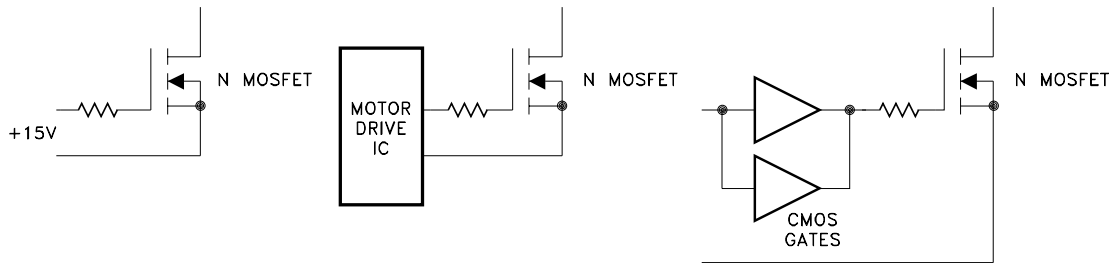 N MOSFET
+15V
MOTOR
DRIVE
IC
N MOSFET
N MOSFET
CMOS
GATES